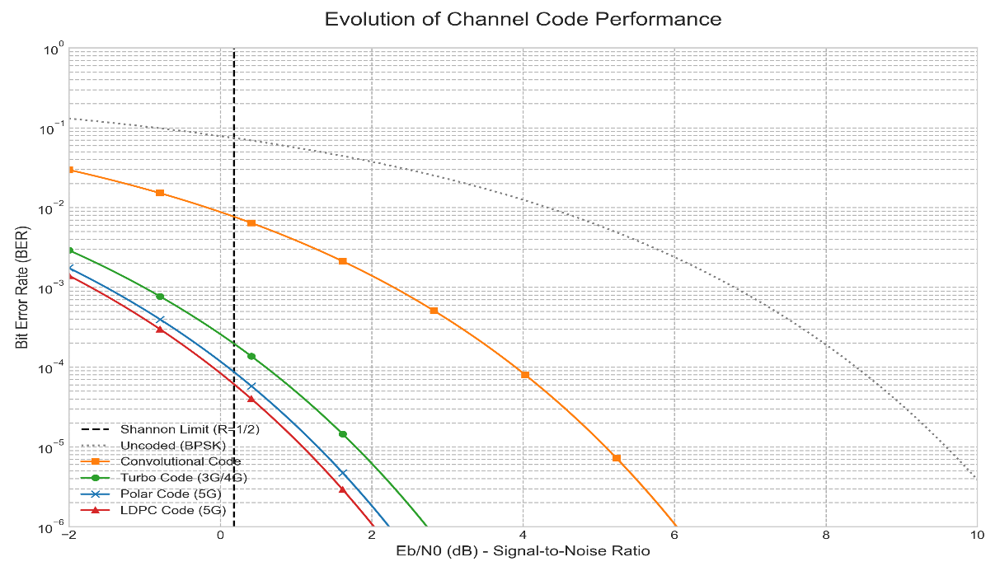 Evolution of Channel Code Performance
10^0
10^−1
10^−2
10^−3
10^−4
10^−5
10^−6
Bit Error Rate (BER)
Shannon Limit (R=1/2)
Uncoded (BPSK)
Convolutional Code
Turbo Code (3G/4G)
Polar Code (5G)
LDPC Code (5G)
−2 0 2 4 6 8 10
Eb/N0 (dB) - Signal-to-Noise Ratio